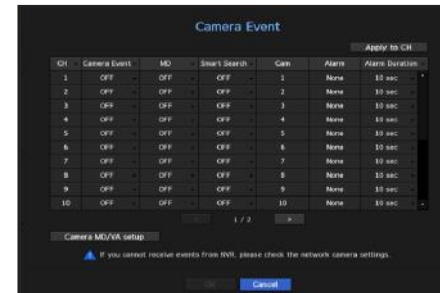 Camera Event
Apply to CH
CH Camera Event MD Smart Search Cam Alarm Alarm Duration
1 OFF OFF OFF 1 None 10 sec
2 OFF OFF OFF 2 None 10 sec
3 OFF OFF OFF 3 None 10 sec
4 OFF OFF OFF 4 None 10 sec
5 OFF OFF OFF 5 None 10 sec
6 OFF OFF OFF 6 None 10 sec
7 OFF OFF OFF 7 None 10 sec
8 OFF OFF OFF 8 None 10 sec
9 OFF OFF OFF 9 None 10 sec
10 OFF OFF OFF 10 None 10 sec
1 / 2 >
Camera MD/VA setup
If you cannot receive events from NVR, please check the network camera settings.
OK Cancel